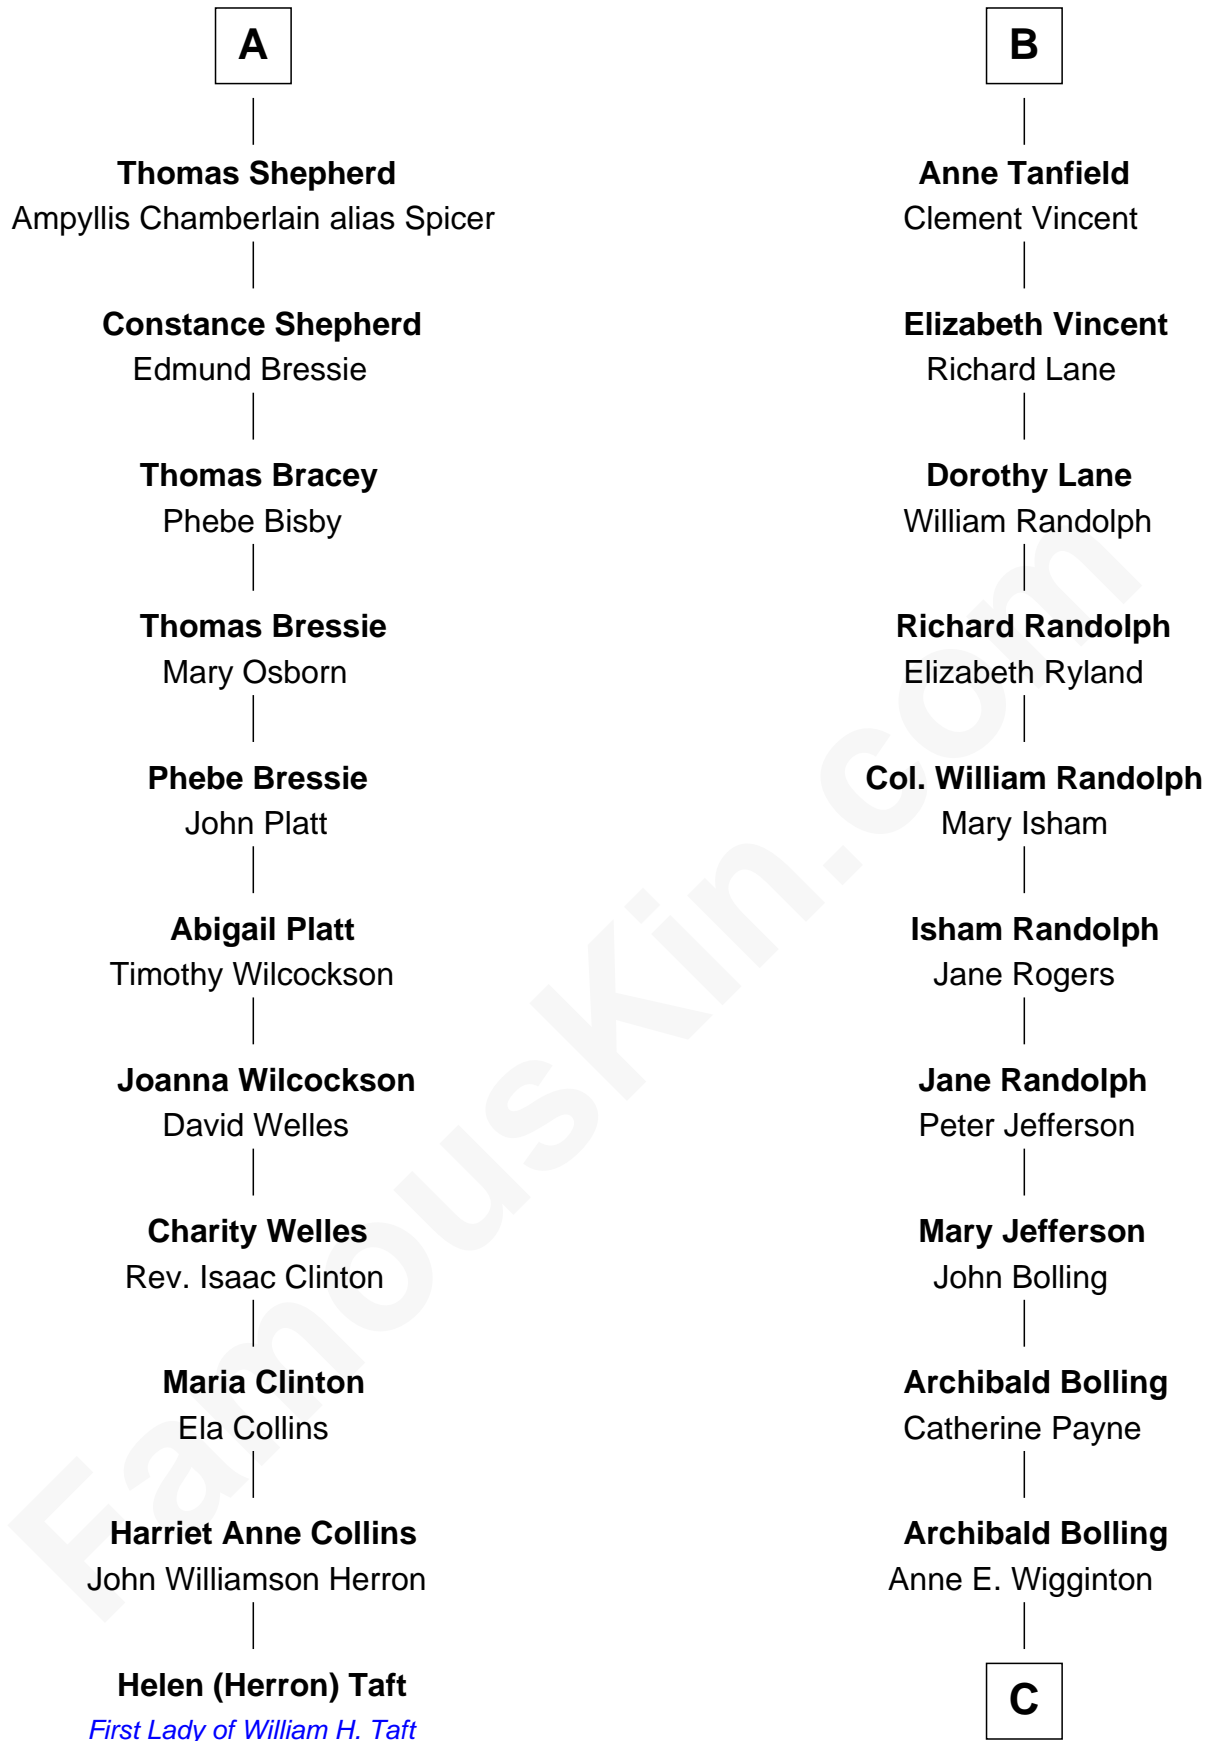 A
Thomas Shepherd
Ampyllis Chamberlain alias Spicer
Constance Shepherd
Edmund Bressie
Thomas Bracey
Phebe Bisby
Thomas Bressie
Mary Osborn
Phebe Bressie
John Platt
Abigail Platt
Timothy Wilcockson
Joanna Wilcockson
David Welles
Charity Welles
Rev. Isaac Clinton
Maria Clinton
Ela Collins
Harriet Anne Collins
John Williamson Herron
Helen (Herron) Taft
First Lady of William H. Taft
B
Anne Tanfield
Clement Vincent
Elizabeth Vincent
Richard Lane
Dorothy Lane
William Randolph
Richard Randolph
Elizabeth Ryland
Col. William Randolph
Mary Isham
Isham Randolph
Jane Rogers
Jane Randolph
Peter Jefferson
Mary Jefferson
John Bolling
Archibald Bolling
Catherine Payne
Archibald Bolling
Anne E. Wigginton
C
FamousKin.com